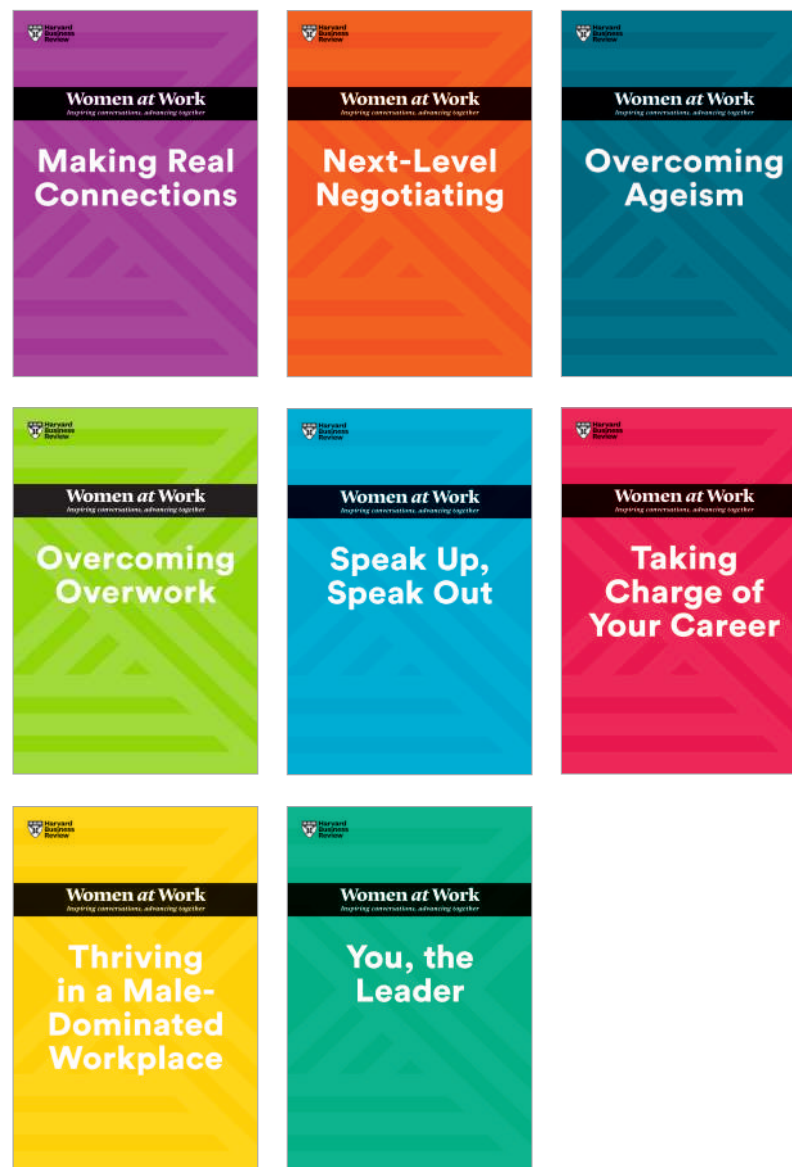 Harvard
Business
Review
Women at Work
Inspiring conversations, advancing together
Making Real
Connections
Harvard
Business
Review
Women at Work
Inspiring conversations, advancing together
Next-Level
Negotiating
Harvard
Business
Review
Women at Work
Inspiring conversations, advancing together
Overcoming
Ageism
Harvard
Business
Review
Women at Work
Inspiring conversations, advancing together
Overcoming
Overwork
Harvard
Business
Review
Women at Work
Inspiring conversations, advancing together
Speak Up,
Speak Out
Harvard
Business
Review
Women at Work
Inspiring conversations, advancing together
Taking
Charge of
Your Career
Harvard
Business
Review
Women at Work
Inspiring conversations, advancing together
Thriving
in a Male-
Dominated
Workplace
Harvard
Business
Review
Women at Work
Inspiring conversations, advancing together
You, the
Leader